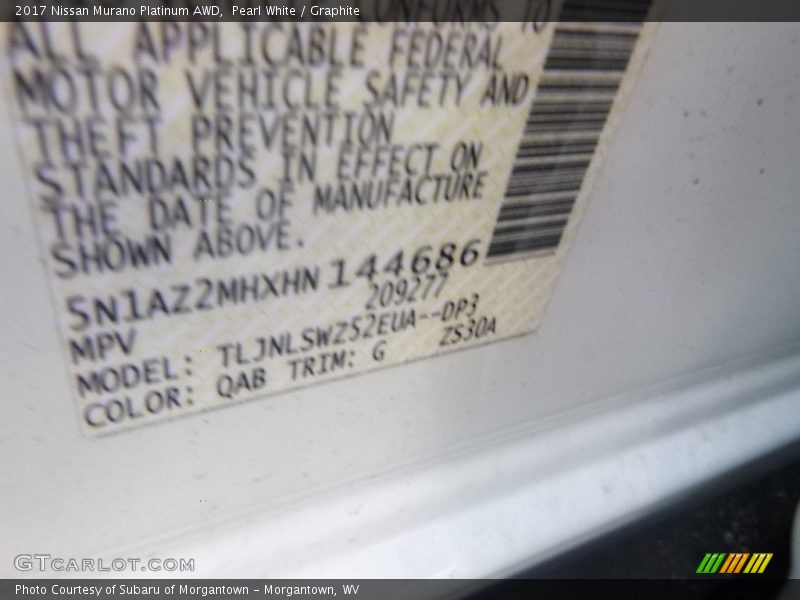 2017 Nissan Murano Platinum AWD, Pearl White / Graphite
CONFORMS TO
ALL APPLICABLE FEDERAL
MOTOR VEHICLE SAFETY AND
THEFT PREVENTION
STANDARDS IN EFFECT ON
THE DATE OF MANUFACTURE
SHOWN ABOVE.
5N1AZ2MHXHN144686
209277
MPV
MODEL: TLJNLSWZ52EUA--DP3
COLOR: QAB TRIM: G ZS30A
GTCARLOT.COM
Photo Courtesy of Subaru of Morgantown - Morgantown, WV